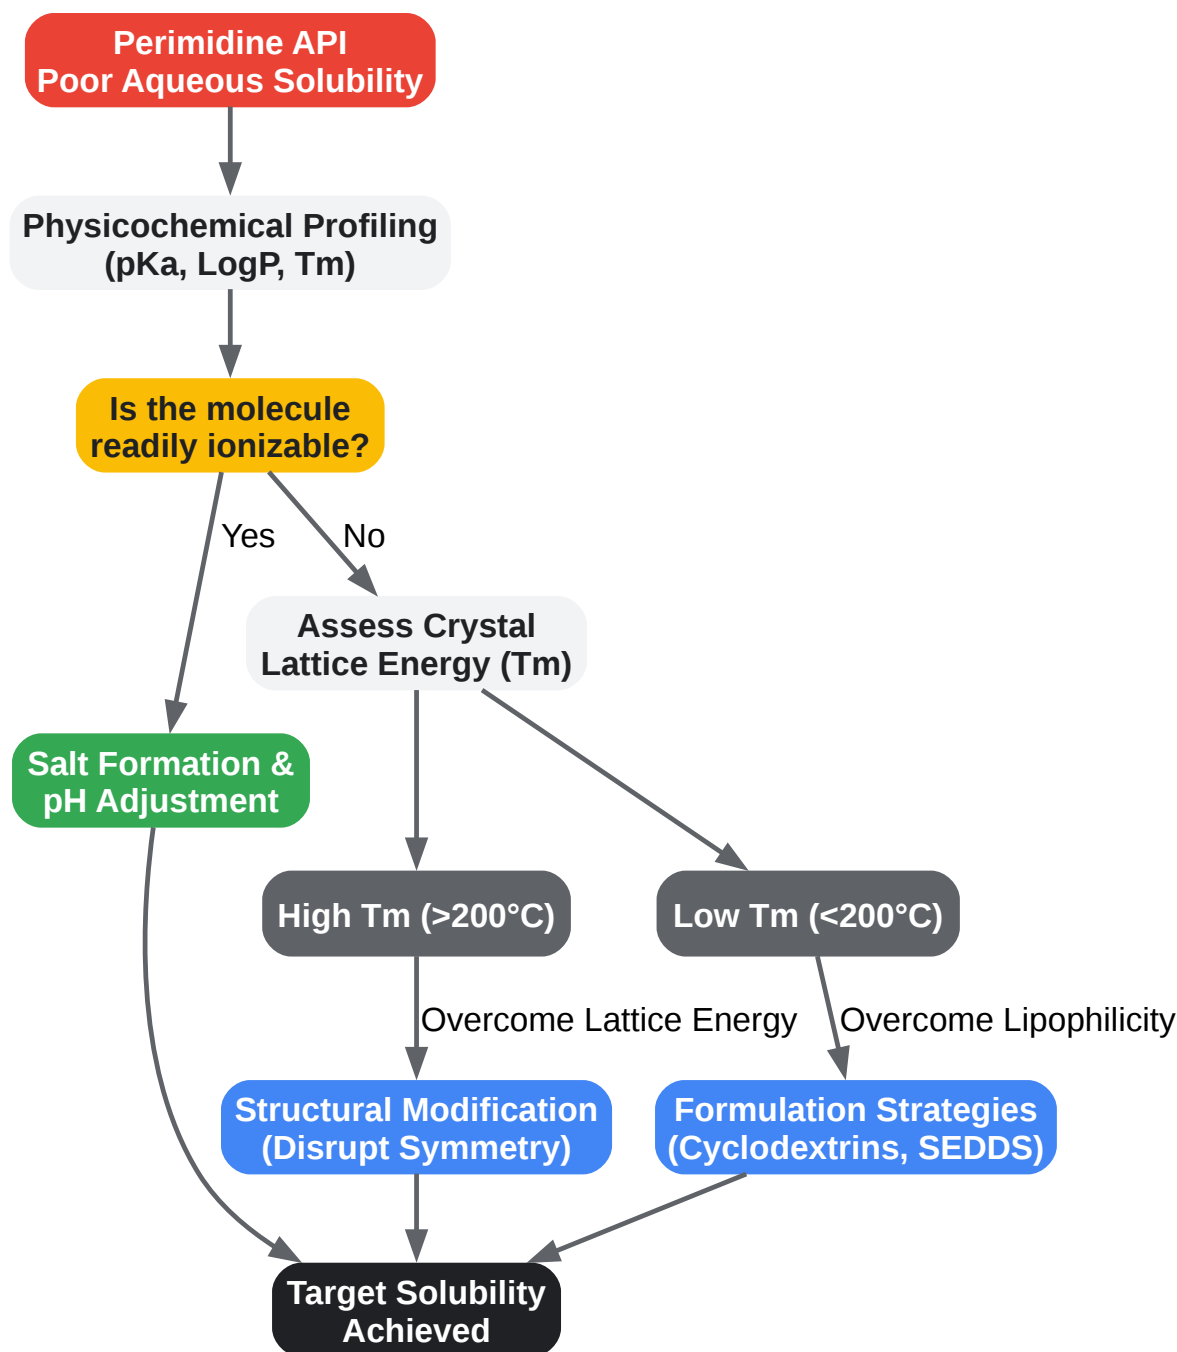 Perimidine API
Poor Aqueous Solubility
Physicochemical Profiling
(pKa, LogP, Tm)
Is the molecule
readily ionizable?
Yes
No
Assess Crystal
Lattice Energy (Tm)
Salt Formation &
pH Adjustment
High Tm (>200°C)
Low Tm (<200°C)
Overcome Lattice Energy
Overcome Lipophilicity
Structural Modification
(Disrupt Symmetry)
Formulation Strategies
(Cyclodextrins, SEDDS)
Target Solubility
Achieved